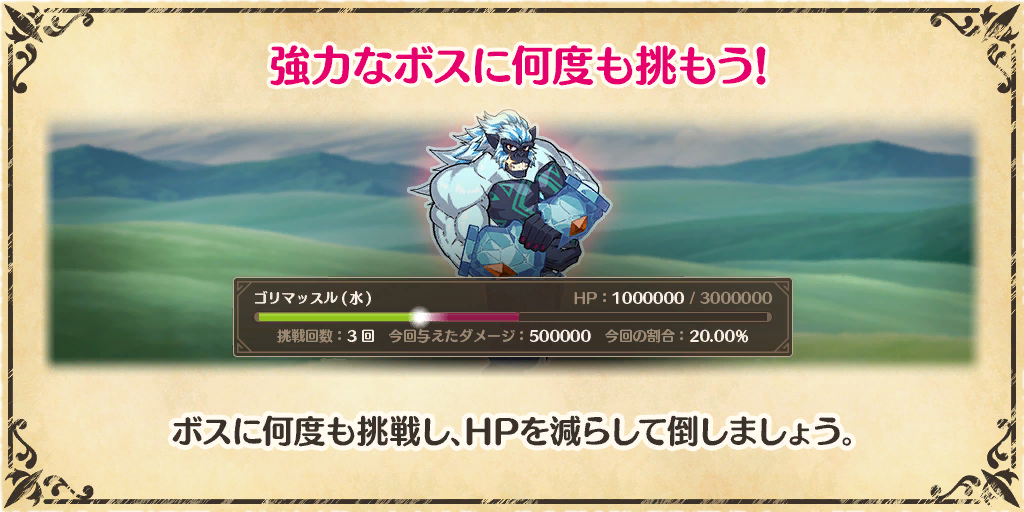 強力なボスに何度も挑もう!
ゴリマッスル(水) HP:1000000 / 3000000
挑戦回数:3回 今回与えたダメージ:500000 今回の割合:20.00%
ボスに何度も挑戦し、HPを減らして倒しましょう。